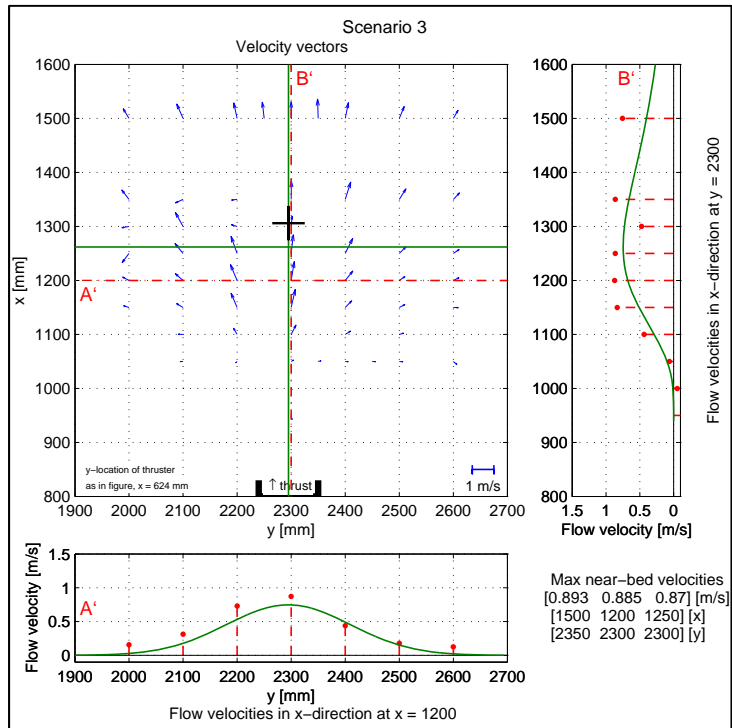 Scenario 3
Velocity vectors
B‘
1600
1500
1400
1300
1200
1100
1000
900
800
x [mm]
A‘
y−location of thruster
as in figure, x = 624 mm
↑ thrust
1 m/s
1900 2000 2100 2200 2300 2400 2500 2600 2700
y [mm]
B‘
1600
1500
1400
1300
1200
1100
1000
900
800
1.5 1 0.5 0
Flow velocity [m/s]
Flow velocities in x−direction at y = 2300
1.5
1
0.5
0
Flow velocity [m/s]
A‘
1900 2000 2100 2200 2300 2400 2500 2600 2700
y [mm]
Flow velocities in x−direction at x = 1200
Max near−bed velocities
[0.893 0.885 0.87] [m/s]
[1500 1200 1250] [x]
[2350 2300 2300] [y]